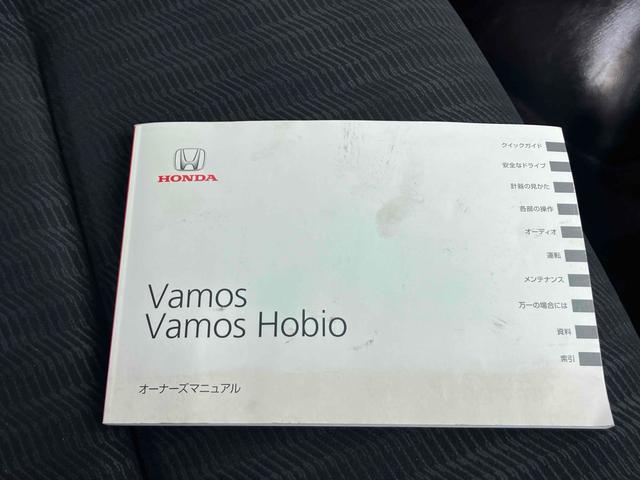 HONDA
Vamos
Vamos Hobio
オーナーズマニュアル
クイックガイド
安全なドライブ
計器の見かた
各部の操作
オーディオ
運転
メンテナンス
万一の場合には
資料
索引